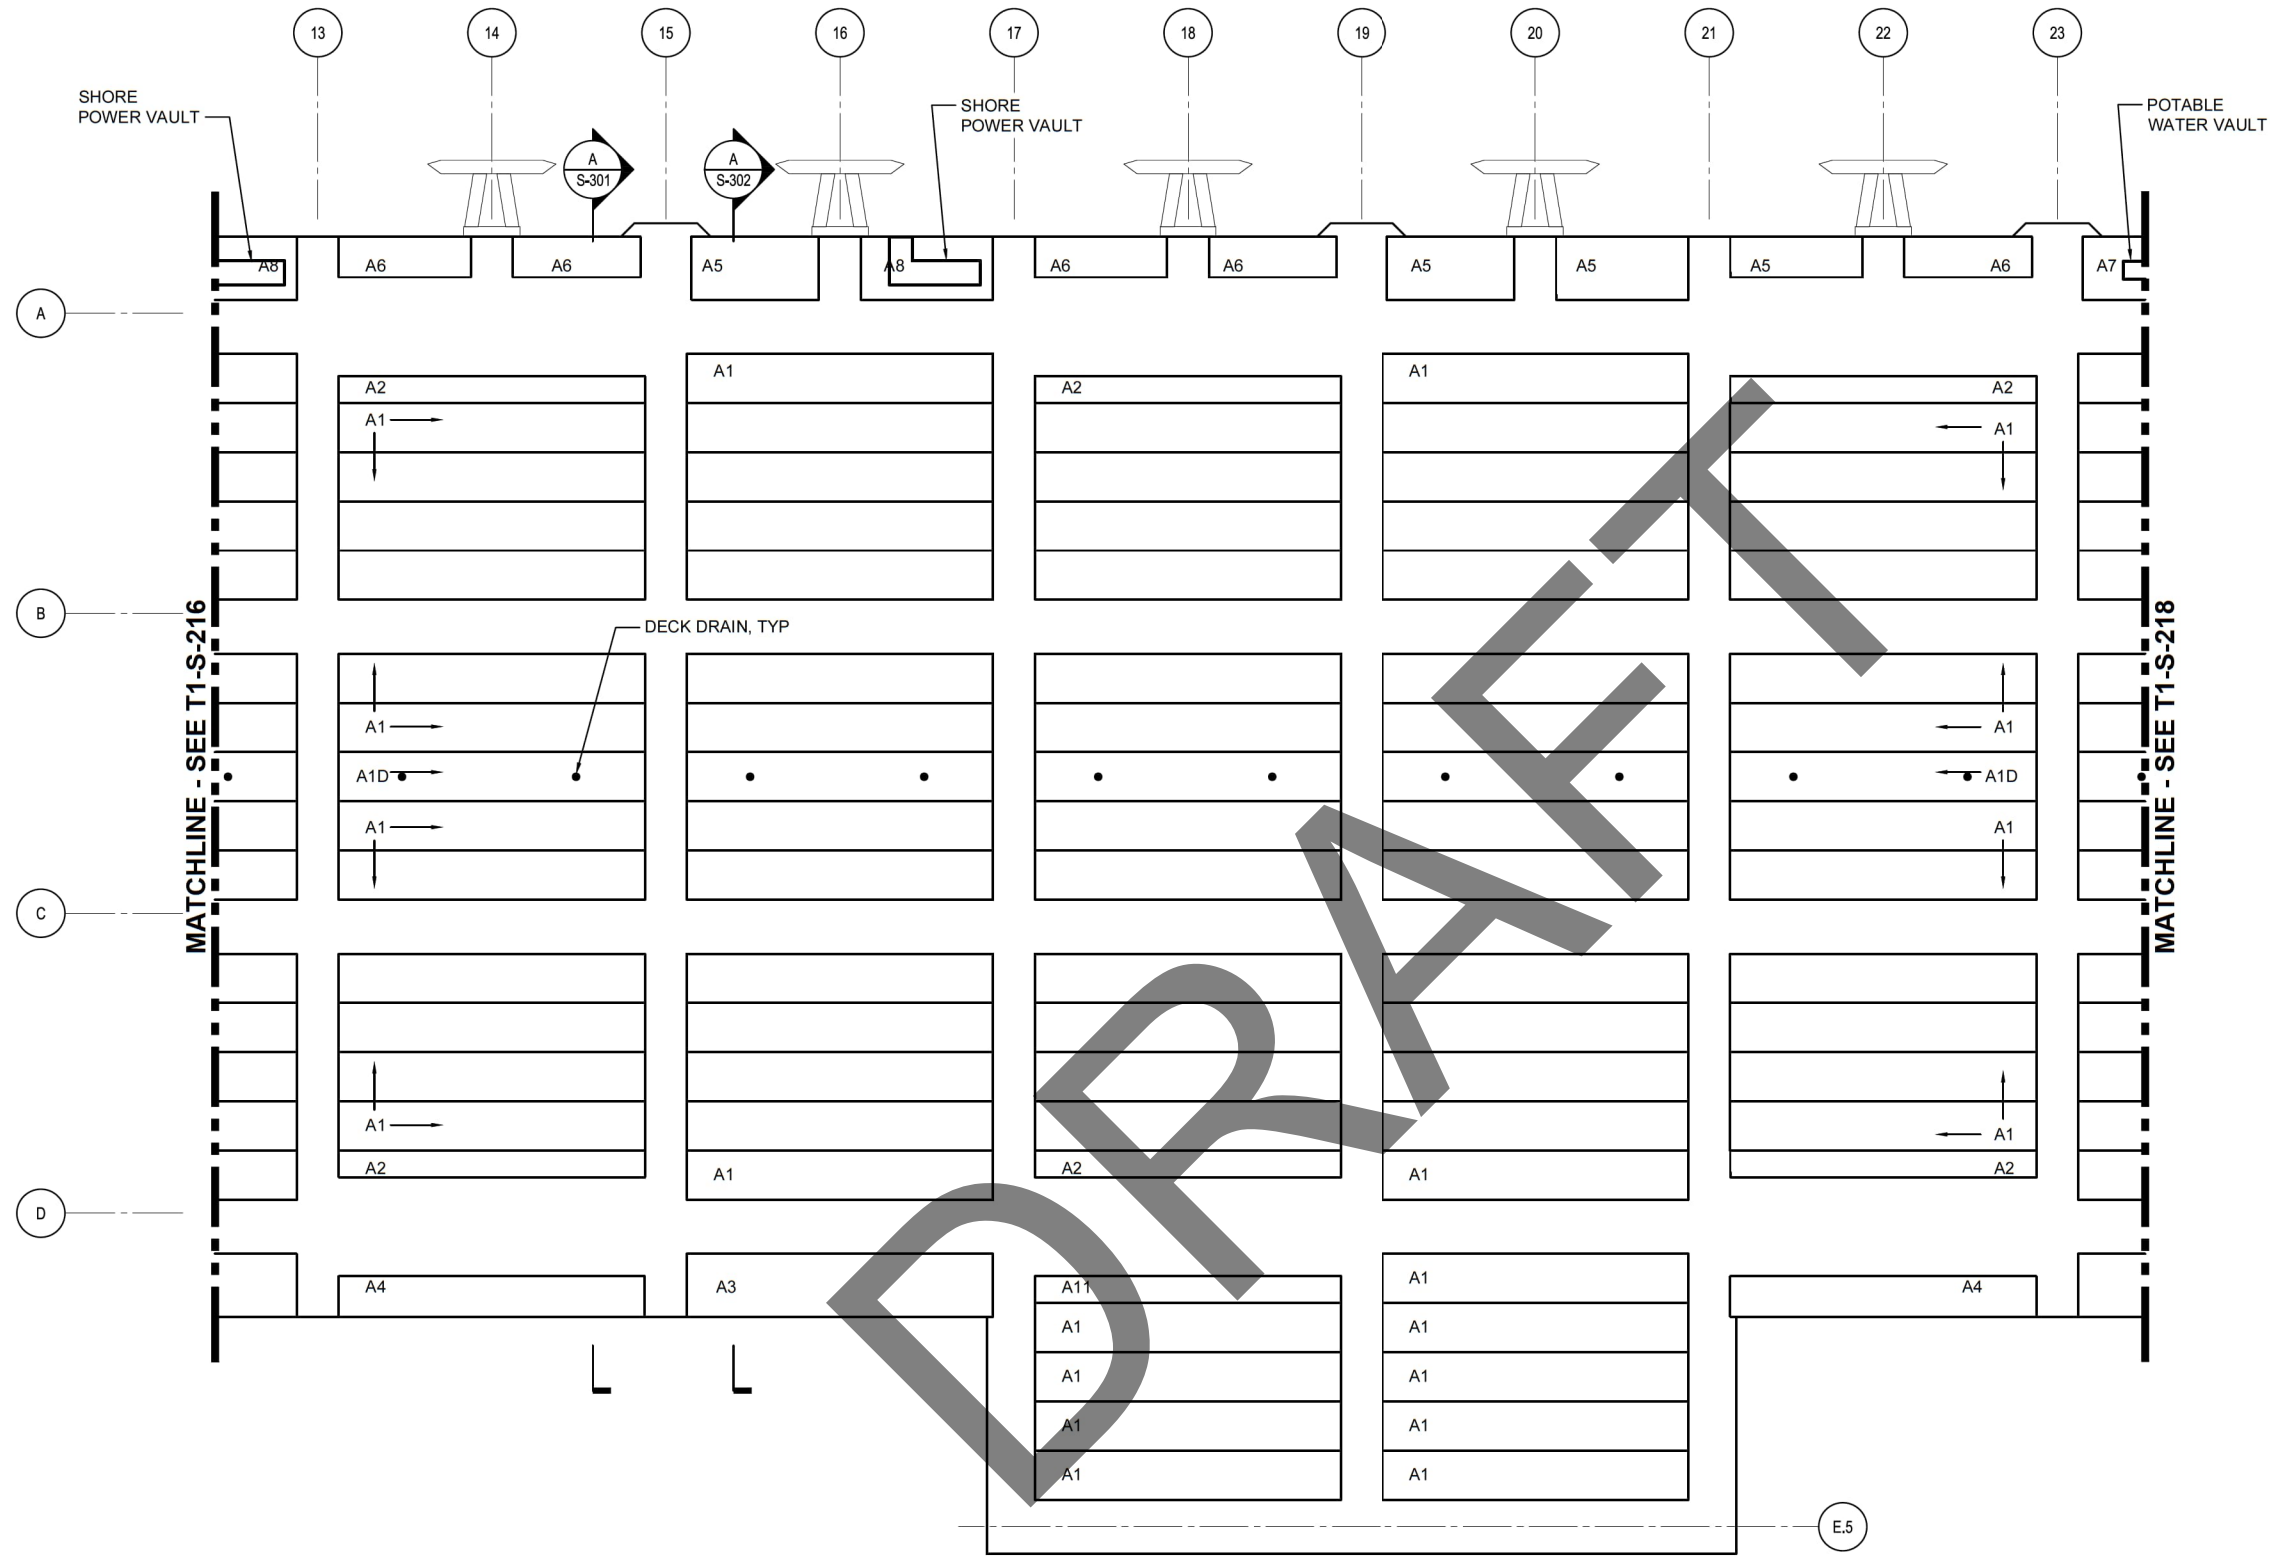 13 14 15 16 17 18 19 20 21 22 23
SHORE
POWER VAULT
SHORE
POWER VAULT
POTABLE
WATER VAULT
A
S-301
A
S-302
A8 A6 A6 A5 A8 A6 A6 A5 A5 A5 A6 A7
A
A1 A1
A2 A2 A2
A1 A1
B
DECK DRAIN, TYP
MATCHLINE - SEE T1-S-216
MATCHLINE - SEE T1-S-218
A1 A1
A1D A1D
A1 A1
C
A1 A1
A2 A1 A2 A1 A2
D
A4 A3 A11 A1 A4
A1 A1
A1 A1
A1 A1
A1 A1
E.5
DRAFT